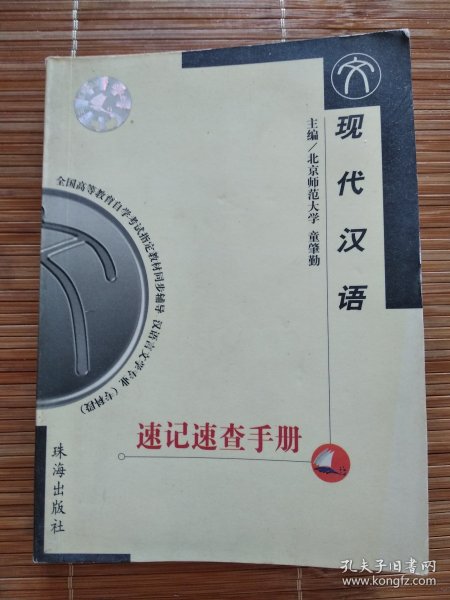 文
现代汉语
主编／北京师范大学 童肇勤
全国高等教育自学考试指定教材同步辅导 汉语言文学专业（专科段）
速记速查手册
珠海出版社
孔夫子旧书网
www.kongfz.com